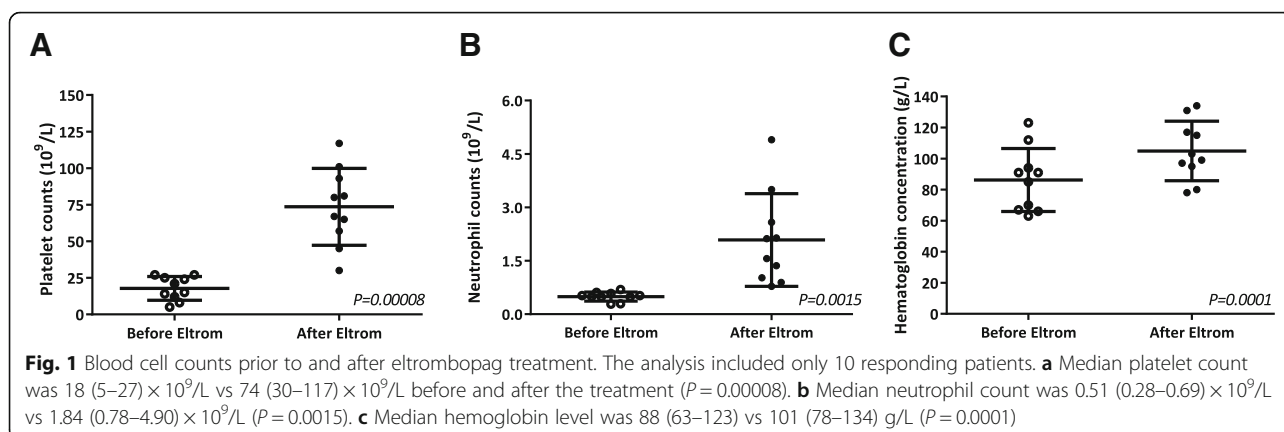 A
B
C
Platelet counts (10⁹/L)
150
125
100
75
50
25
0
P=0.00008
Before Eltrom
After Eltrom
Neutrophil counts (10⁹/L)
6.0
4.5
3.0
1.5
0.0
P=0.0015
Before Eltrom
After Eltrom
Hematoglobin concentration (g/L)
140
120
100
80
60
40
20
0
P=0.0001
Before Eltrom
After Eltrom
Fig. 1 Blood cell counts prior to and after eltrombopag treatment. The analysis included only 10 responding patients. a Median platelet count
was 18 (5–27) × 10⁹/L vs 74 (30–117) × 10⁹/L before and after the treatment (P = 0.00008). b Median neutrophil count was 0.51 (0.28–0.69) × 10⁹/L
vs 1.84 (0.78–4.90) × 10⁹/L (P = 0.0015). c Median hemoglobin level was 88 (63–123) vs 101 (78–134) g/L (P = 0.0001)